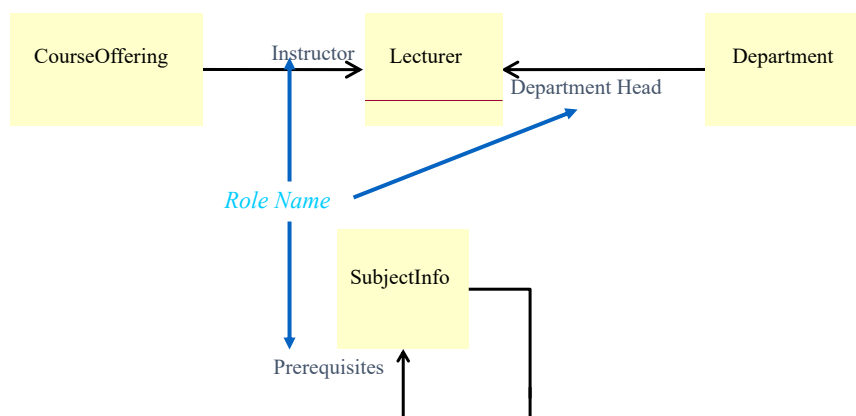 CourseOffering
Instructor
Lecturer
Department
Department Head
Role Name
SubjectInfo
Prerequisites